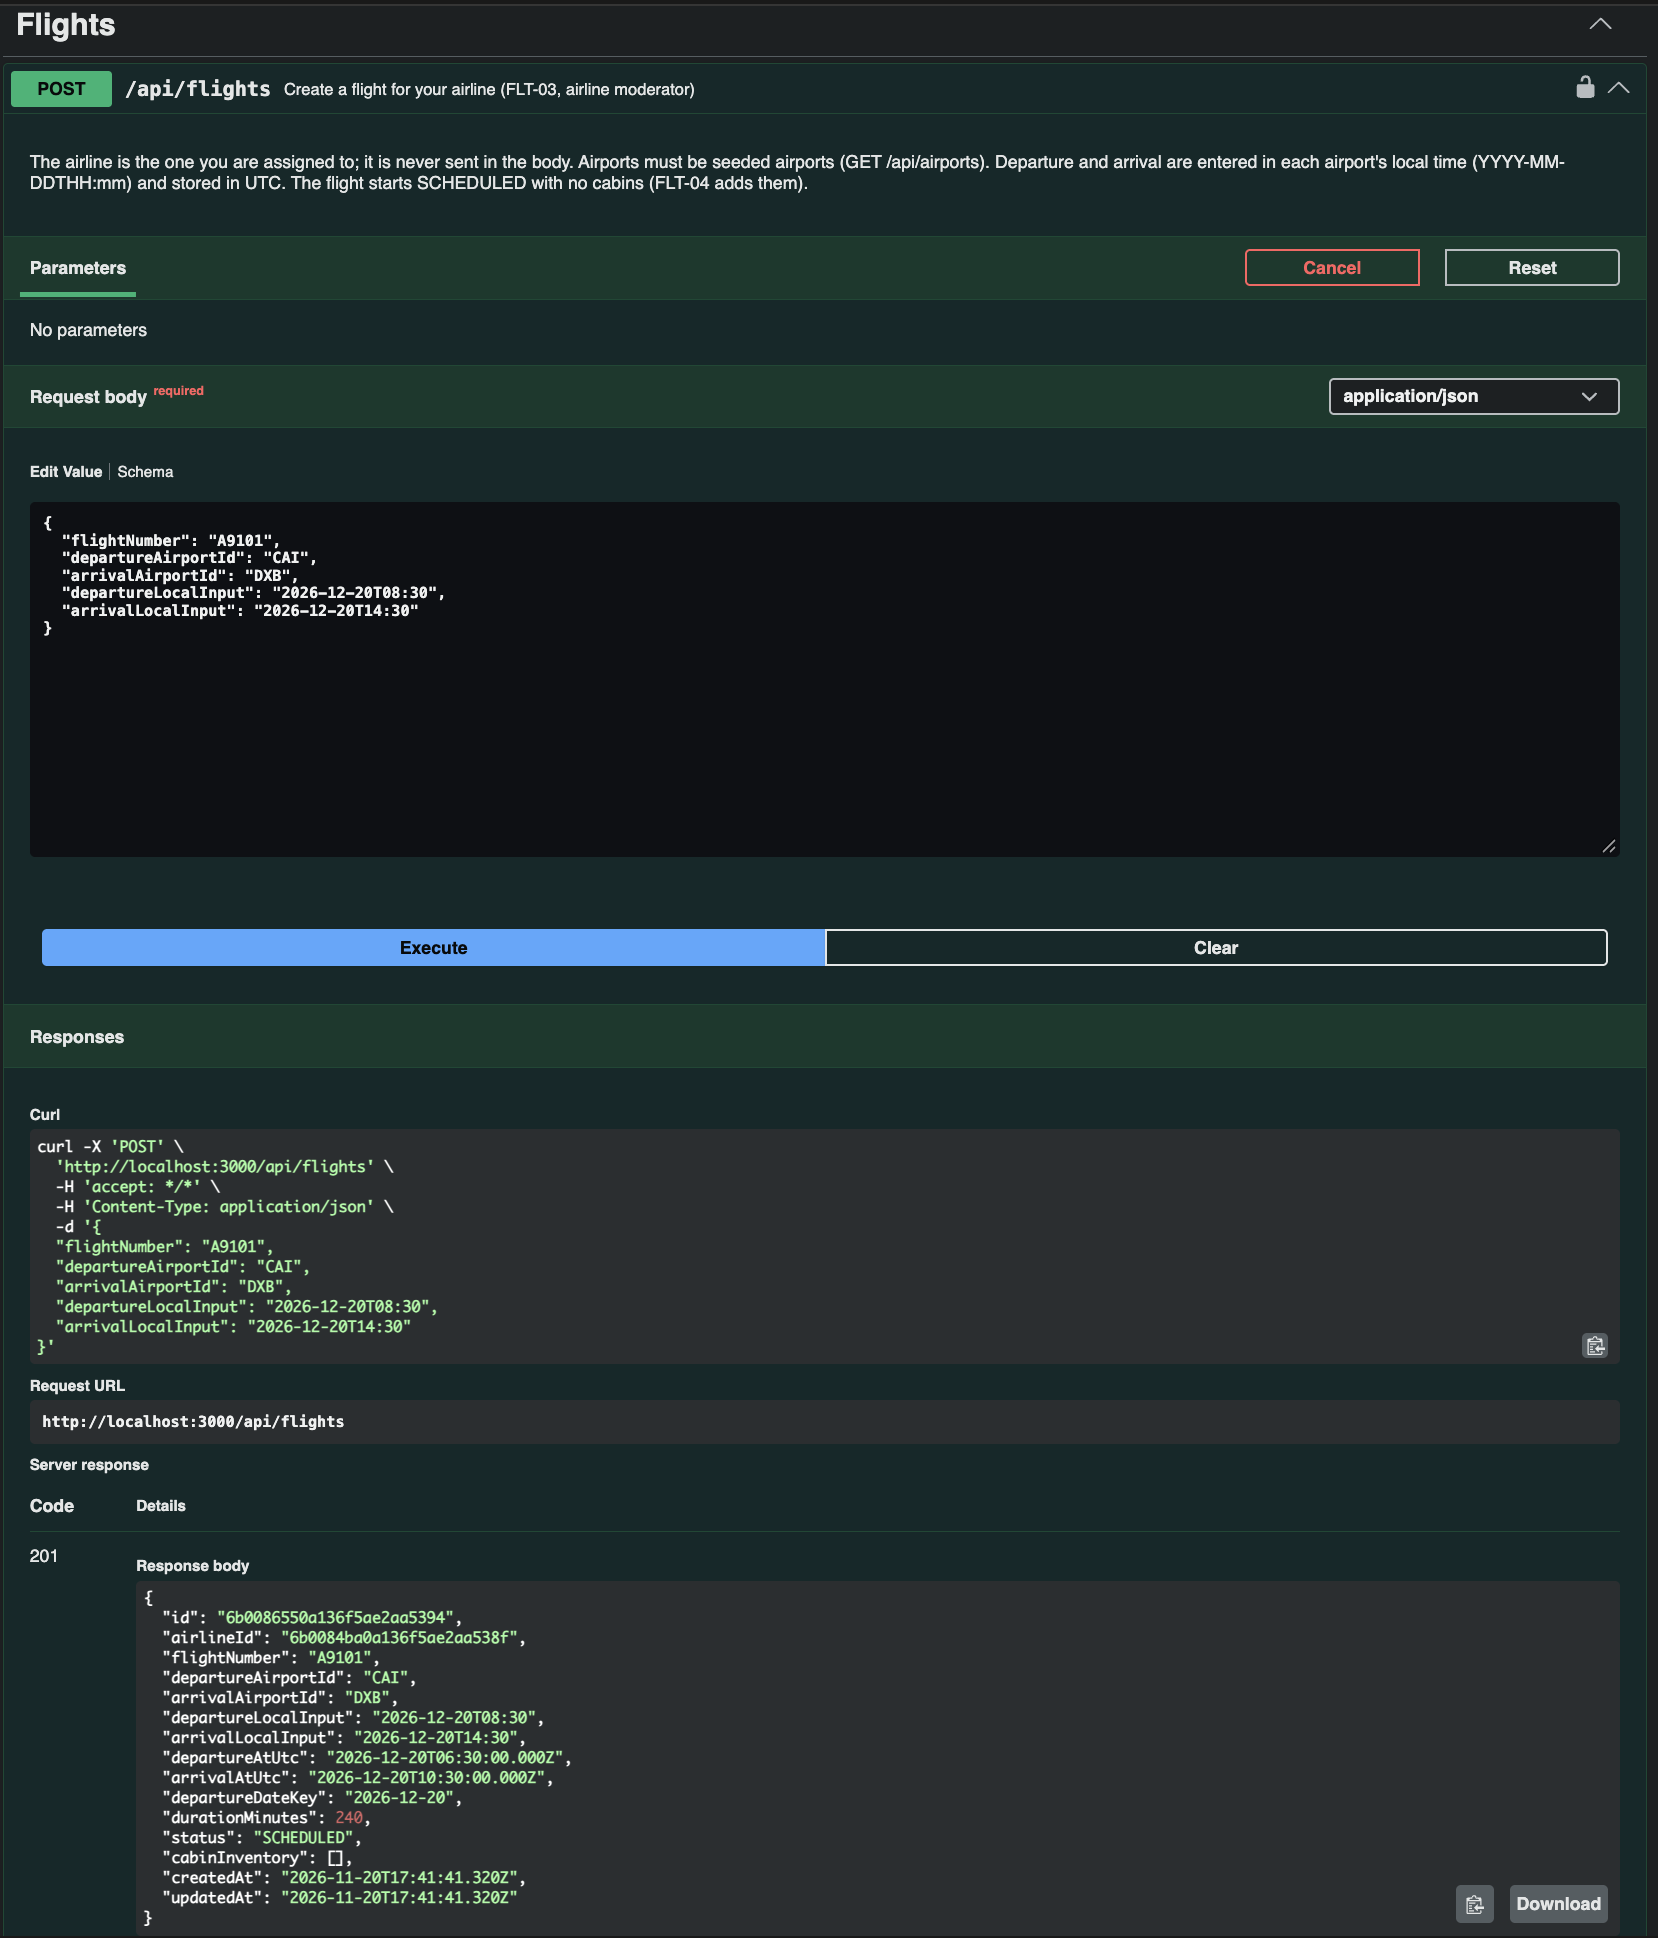 Flights
POST /api/flights Create a flight for your airline (FLT-03, airline moderator)
The airline is the one you are assigned to; it is never sent in the body. Airports must be seeded airports (GET /api/airports). Departure and arrival are entered in each airport's local time (YYYY-MM-
DDTHH:mm) and stored in UTC. The flight starts SCHEDULED with no cabins (FLT-04 adds them).
Parameters Cancel Reset
No parameters
Request body required application/json
Edit Value Schema
{
  "flightNumber": "A9101",
  "departureAirportId": "CAI",
  "arrivalAirportId": "DXB",
  "departureLocalInput": "2026-12-20T08:30",
  "arrivalLocalInput": "2026-12-20T14:30"
}
Execute Clear
Responses
Curl
curl -X 'POST' \
  'http://localhost:3000/api/flights' \
  -H 'accept: */*' \
  -H 'Content-Type: application/json' \
  -d '{
  "flightNumber": "A9101",
  "departureAirportId": "CAI",
  "arrivalAirportId": "DXB",
  "departureLocalInput": "2026-12-20T08:30",
  "arrivalLocalInput": "2026-12-20T14:30"
}'
Request URL
http://localhost:3000/api/flights
Server response
Code Details
201
Response body
{
  "id": "6b0086550a136f5ae2aa5394",
  "airlineId": "6b0084ba0a136f5ae2aa538f",
  "flightNumber": "A9101",
  "departureAirportId": "CAI",
  "arrivalAirportId": "DXB",
  "departureLocalInput": "2026-12-20T08:30",
  "arrivalLocalInput": "2026-12-20T14:30",
  "departureAtUtc": "2026-12-20T06:30:00.000Z",
  "arrivalAtUtc": "2026-12-20T10:30:00.000Z",
  "departureDateKey": "2026-12-20",
  "durationMinutes": 240,
  "status": "SCHEDULED",
  "cabinInventory": [],
  "createdAt": "2026-11-20T17:41:41.320Z",
  "updatedAt": "2026-11-20T17:41:41.320Z"
}
Download